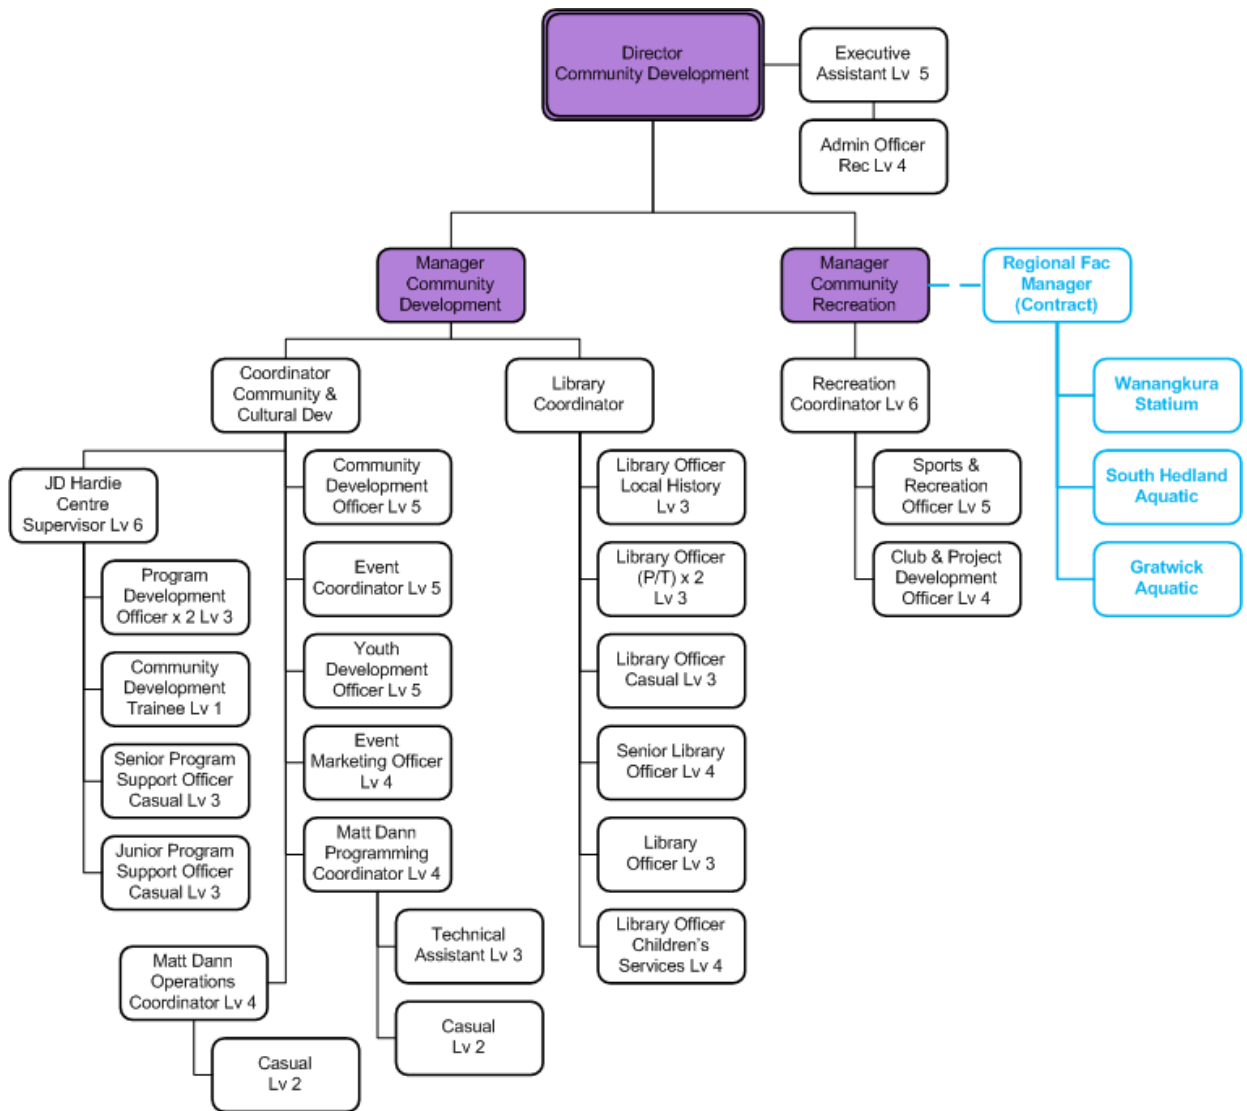 Director
Community Development
Executive
Assistant Lv 5
Admin Officer
Rec Lv 4
Manager
Community
Development
Manager
Community
Recreation
Regional Fac
Manager
(Contract)
Coordinator
Community &
Cultural Dev
Library
Coordinator
Recreation
Coordinator Lv 6
Wanangkura
Statium
JD Hardie
Centre
Supervisor Lv 6
Community
Development
Officer Lv 5
Library Officer
Local History
Lv 3
Sports &
Recreation
Officer Lv 5
South Hedland
Aquatic
Program
Development
Officer x 2 Lv 3
Event
Coordinator Lv 5
Library Officer
(P/T) x 2
Lv 3
Club & Project
Development
Officer Lv 4
Gratwick
Aquatic
Community
Development
Trainee Lv 1
Youth
Development
Officer Lv 5
Library Officer
Casual Lv 3
Senior Program
Support Officer
Casual Lv 3
Event
Marketing Officer
Lv 4
Senior Library
Officer Lv 4
Junior Program
Support Officer
Casual Lv 3
Matt Dann
Programming
Coordinator Lv 4
Library
Officer Lv 3
Matt Dann
Operations
Coordinator Lv 4
Technical
Assistant Lv 3
Library Officer
Children's
Services Lv 4
Casual
Lv 2
Casual
Lv 2